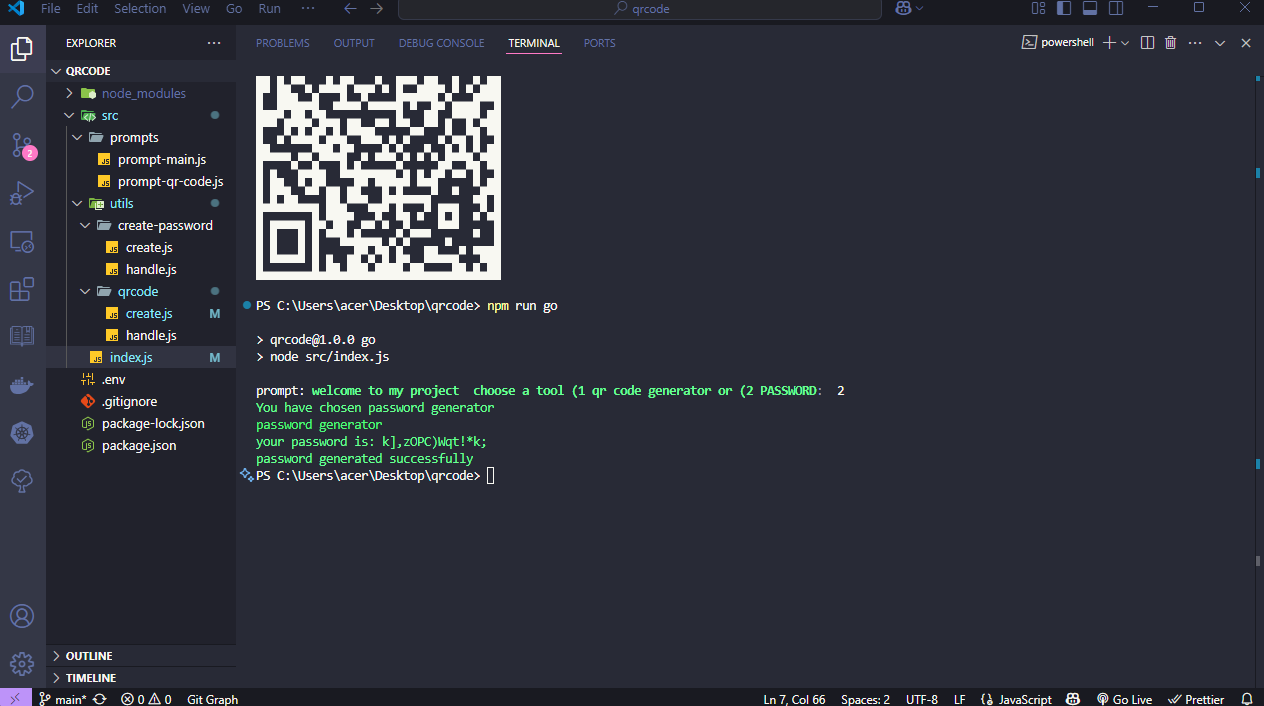 File Edit Selection View Go Run ··· qrcode
EXPLORER ···
QRCODE
node_modules
src
prompts
prompt-main.js
prompt-qr-code.js
utils
create-password
create.js
handle.js
qrcode
create.js M
handle.js
index.js M
.env
.gitignore
package-lock.json
package.json
OUTLINE
TIMELINE
2
PROBLEMS OUTPUT DEBUG CONSOLE TERMINAL PORTS powershell
PS C:\Users\acer\Desktop\qrcode> npm run go
> qrcode@1.0.0 go
> node src/index.js
prompt: welcome to my project  choose a tool (1 qr code generator or (2 PASSWORD:  2
You have chosen password generator
password generator
your password is: k],zOPC)Wqt!*k;
password generated successfully
PS C:\Users\acer\Desktop\qrcode>
main* 0 0 Git Graph Ln 7, Col 66 Spaces: 2 UTF-8 LF {} JavaScript Go Live Prettier